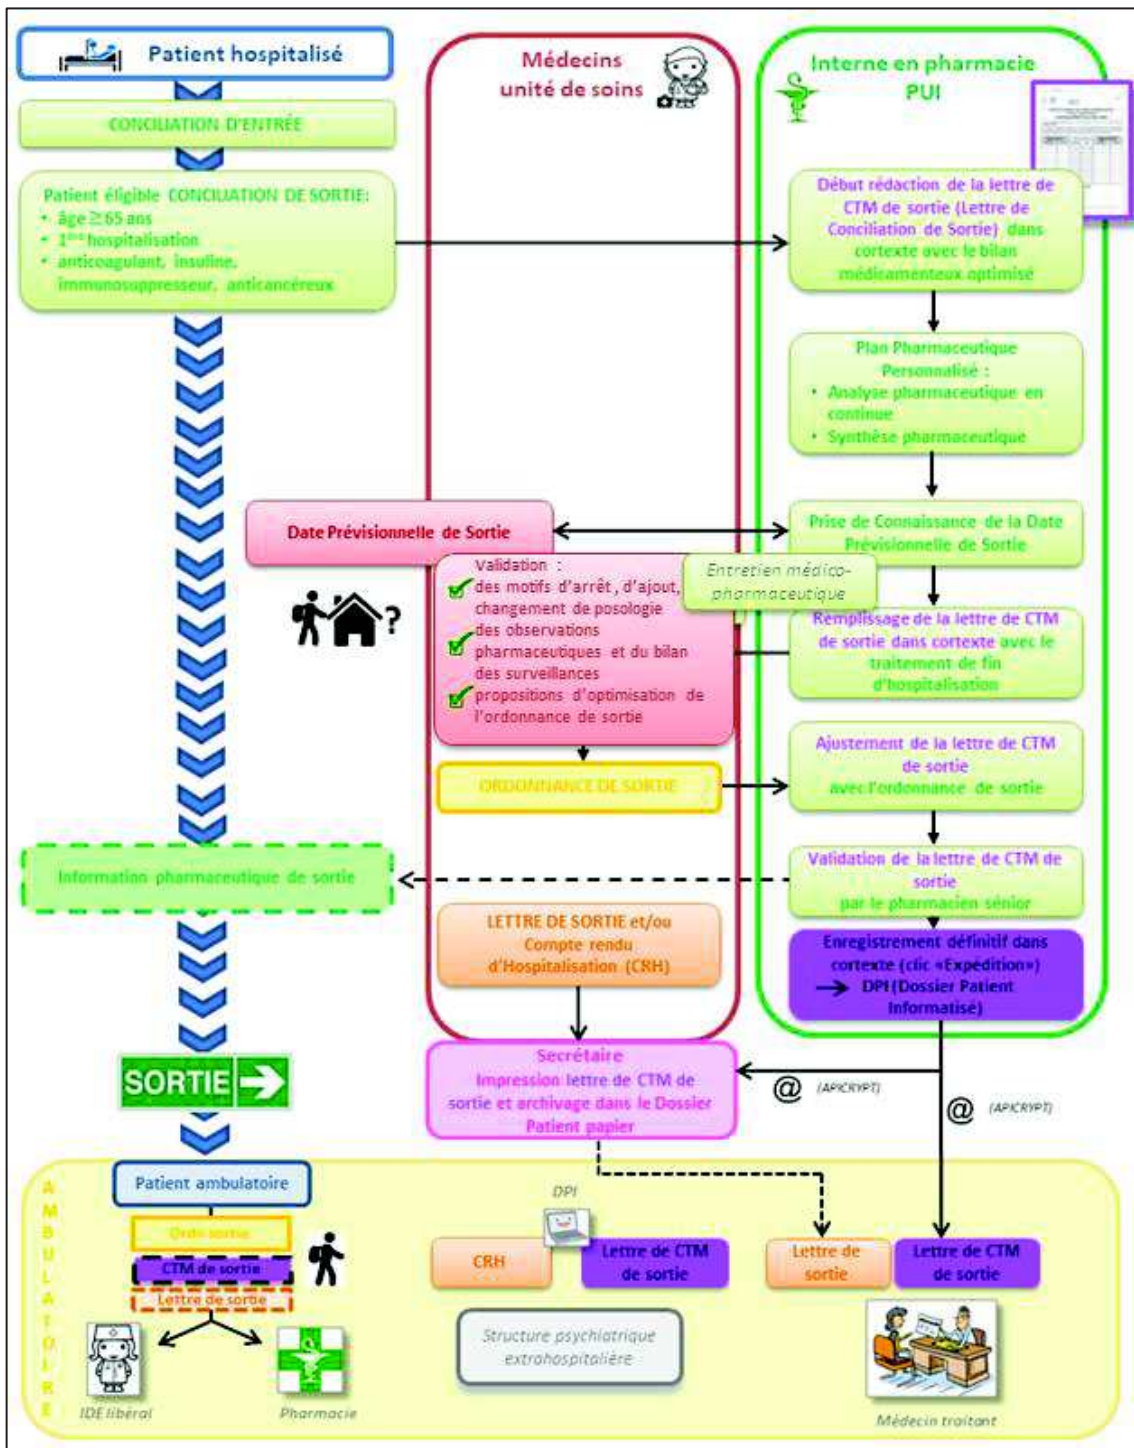 Patient hospitalisé
CONCILIATION D'ENTRÉE
Patient éligible CONCILIATION DE SORTIE:
• âge ≥ 65 ans
• 1ère hospitalisation
• anticoagulant, insuline,
immunosuppresseur, anticancéreux
Médecins
unité de soins
Interne en pharmacie
PUI
Début rédaction de la lettre de
CTM de sortie (Lettre de
Conciliation de Sortie) dans
cortexte avec le bilan
médicamenteux optimisé
Plan Pharmaceutique
Personnalisé :
• Analyse pharmaceutique en
continue
• Synthèse pharmaceutique
Date Prévisionnelle de Sortie
Prise de Connaissance de la Date
Prévisionnelle de Sortie
Entretien médico-
pharmaceutique
Validation :
des motifs d'arrêt, d'ajout,
changement de posologie
des observations
pharmaceutiques et du bilan
des surveillances
propositions d'optimisation de
l'ordonnance de sortie
?
Remplissage de la lettre de CTM
de sortie dans cortexte avec le
traitement de fin
d'hospitalisation
ORDONNANCE DE SORTIE
Ajustement de la lettre de CTM
de sortie
avec l'ordonnance de sortie
Information pharmaceutique de sortie
Validation de la lettre de CTM de
sortie
par le pharmacien sénior
LETTRE DE SORTIE et/ou
Compte rendu
d'Hospitalisation (CRH)
Enregistrement définitif dans
cortexte (clic «Expédition»)
DPI (Dossier Patient
Informatisé)
SORTIE
Secrétaire
Impression lettre de CTM de
sortie et archivage dans le Dossier
Patient papier
@ (APICRYPT)
@ (APICRYPT)
AMBULATOIRE
Patient ambulatoire
Ordo sortie
CTM de sortie
Lettre de sortie
IDE libéral
Pharmacie
DPI
CRH
Lettre de CTM
de sortie
Structure psychiatrique
extrahospitalière
Lettre de
sortie
Lettre de CTM
de sortie
Médecin traitant